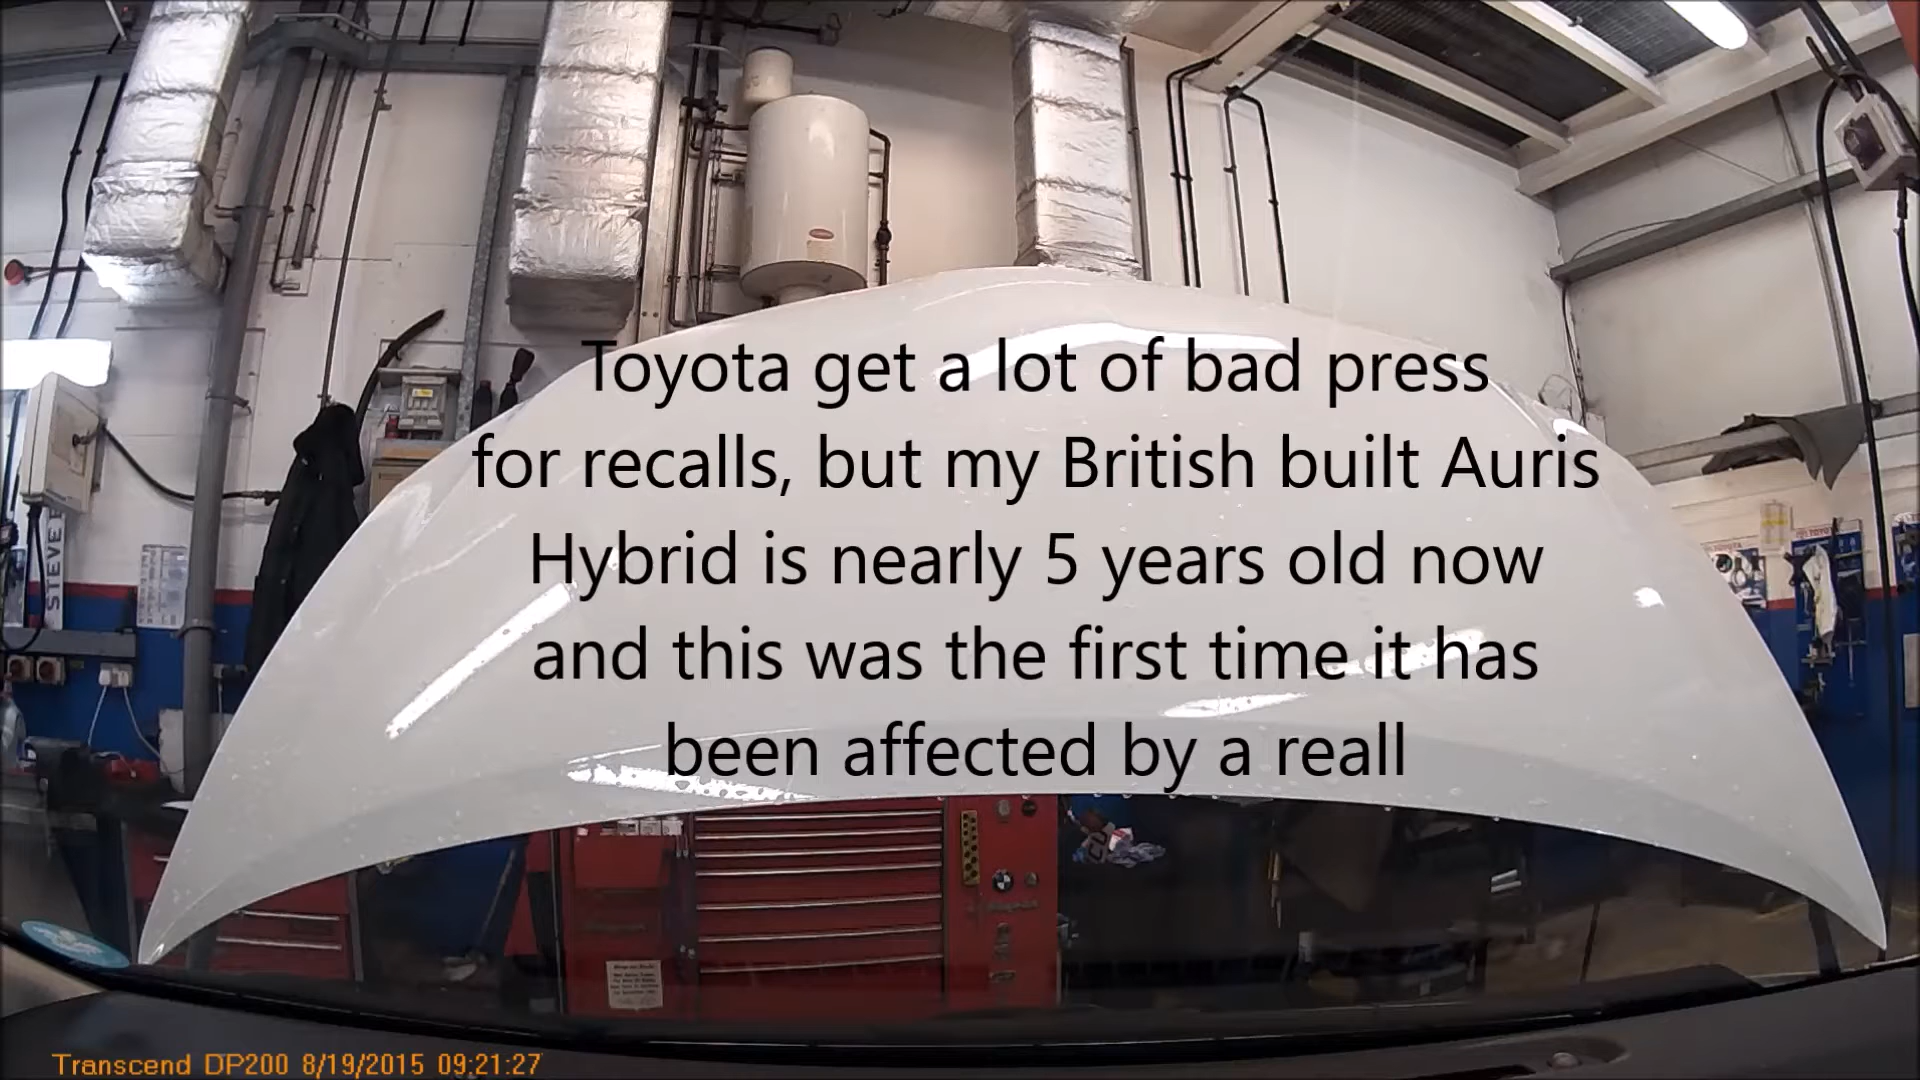 Toyota get a lot of bad press
for recalls, but my British built Auris
Hybrid is nearly 5 years old now
and this was the first time it has
been affected by a reall
STEVE
TOYOTA
Transcend DP200 8/19/2015 09:21:27